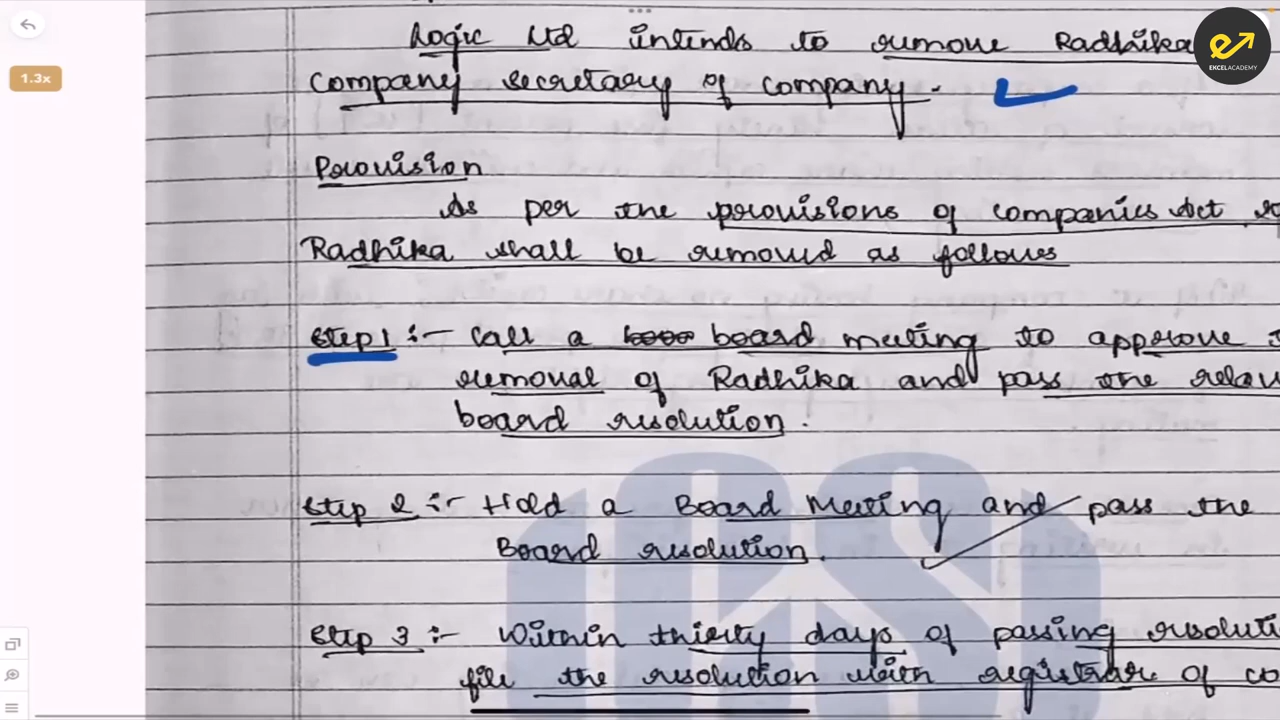 EXCEL ACADEMY
1.3x
Logic Ltd intends to remove Radhika
company secretary of company.
Provision
As per the provisions of companies Act
Radhika shall be removed as follows
Step 1 :- Call a board meeting to approve
removal of Radhika and pass the
board resolution.
Step 2 :- Hold a Board Meeting and pass the
Board resolution.
Step 3 :- Within thirty days of passing
file the resolution with registrar of
ICSI